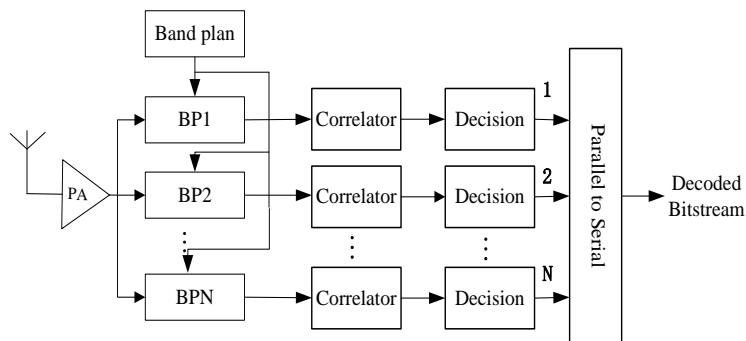 Band plan
BP1
Correlator
Decision
1
PA
BP2
Correlator
Decision
2
BPN
Correlator
Decision
N
Parallel to Serial
Decoded
Bitstream